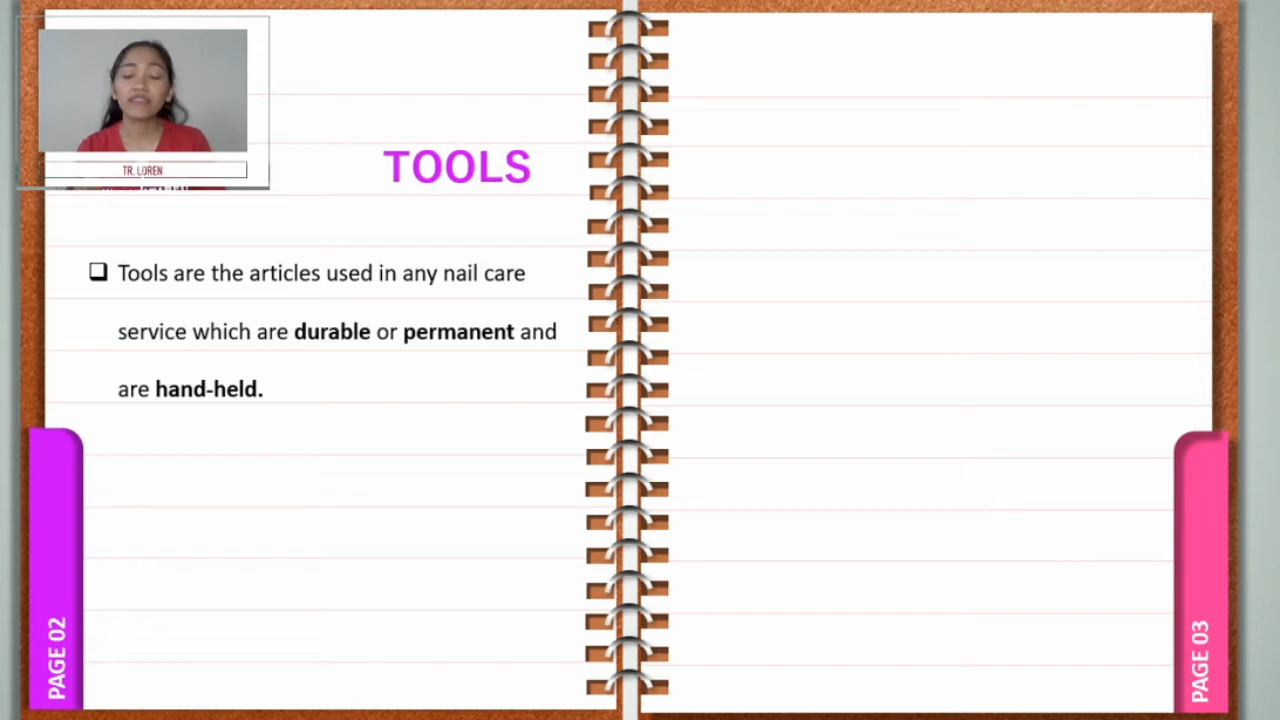 TR. LOREN
TOOLS
Tools are the articles used in any nail care
service which are durable or permanent and
are hand-held.
PAGE 02
PAGE 03